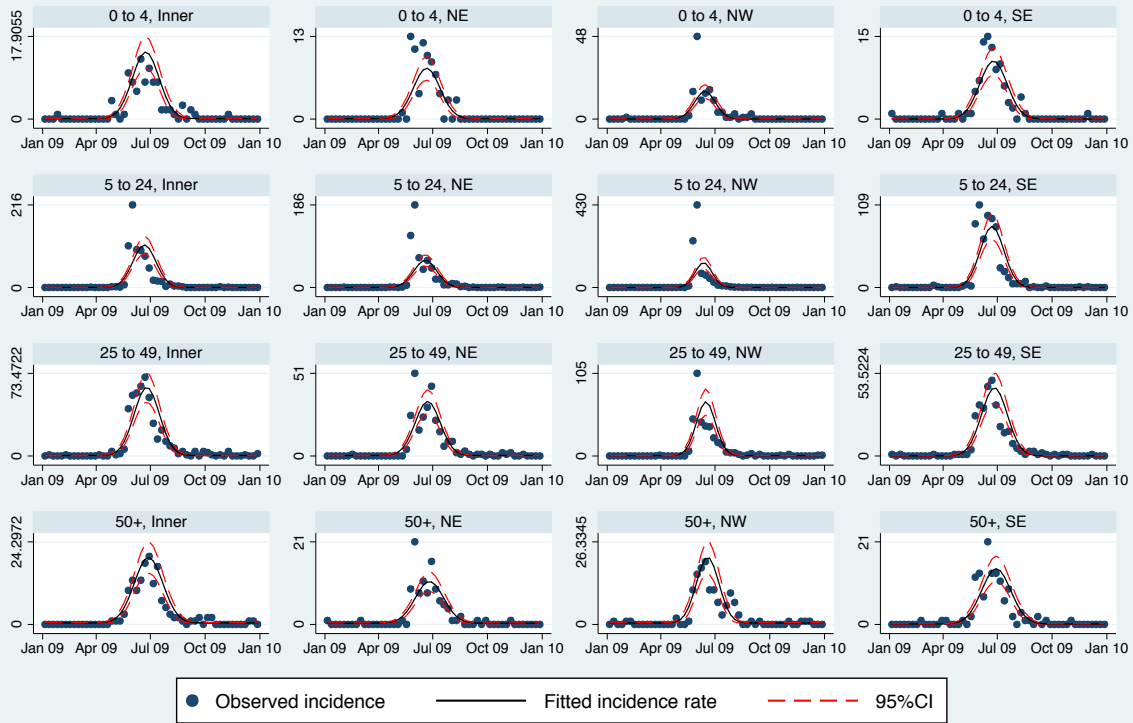 0 to 4, Inner
0 to 4, NE
0 to 4, NW
0 to 4, SE
17.9055
0
13
0
48
0
15
0
Jan 09 Apr 09 Jul 09 Oct 09 Jan 10
Jan 09 Apr 09 Jul 09 Oct 09 Jan 10
Jan 09 Apr 09 Jul 09 Oct 09 Jan 10
Jan 09 Apr 09 Jul 09 Oct 09 Jan 10
5 to 24, Inner
5 to 24, NE
5 to 24, NW
5 to 24, SE
216
0
186
0
430
0
109
0
Jan 09 Apr 09 Jul 09 Oct 09 Jan 10
Jan 09 Apr 09 Jul 09 Oct 09 Jan 10
Jan 09 Apr 09 Jul 09 Oct 09 Jan 10
Jan 09 Apr 09 Jul 09 Oct 09 Jan 10
25 to 49, Inner
25 to 49, NE
25 to 49, NW
25 to 49, SE
73.4722
0
51
0
105
0
53.5224
0
Jan 09 Apr 09 Jul 09 Oct 09 Jan 10
Jan 09 Apr 09 Jul 09 Oct 09 Jan 10
Jan 09 Apr 09 Jul 09 Oct 09 Jan 10
Jan 09 Apr 09 Jul 09 Oct 09 Jan 10
50+, Inner
50+, NE
50+, NW
50+, SE
24.2972
0
21
0
26.3345
0
21
0
Jan 09 Apr 09 Jul 09 Oct 09 Jan 10
Jan 09 Apr 09 Jul 09 Oct 09 Jan 10
Jan 09 Apr 09 Jul 09 Oct 09 Jan 10
Jan 09 Apr 09 Jul 09 Oct 09 Jan 10
Observed incidence
Fitted incidence rate
95%CI